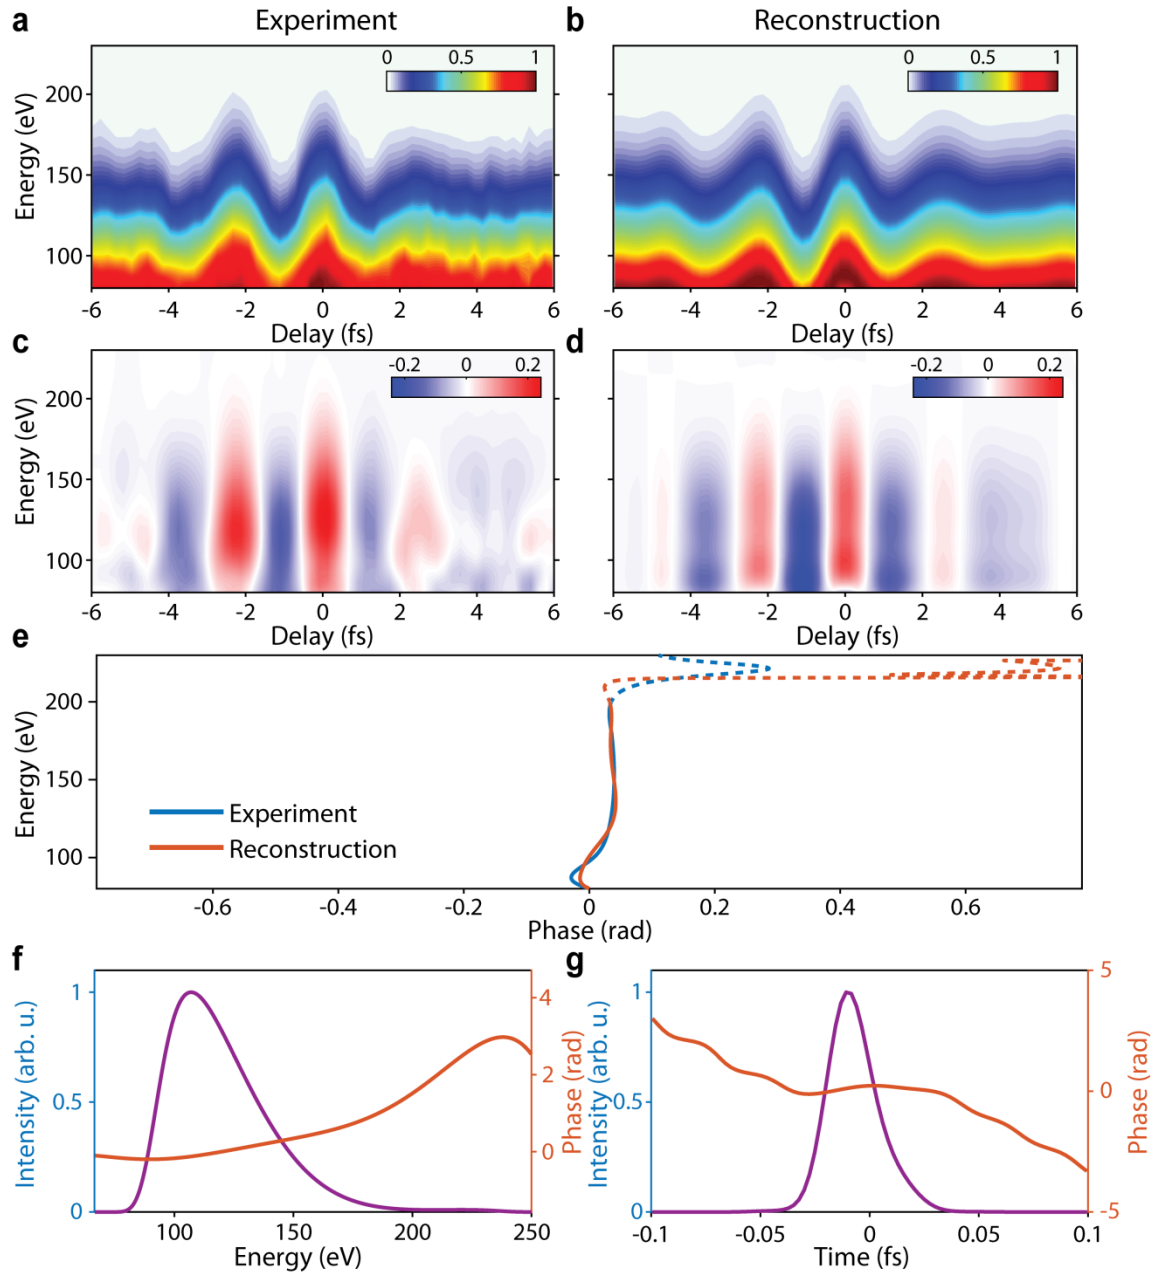 a Experiment
0 0.5 1
200
150
100
Energy (eV)
-6 -4 -2 0 2 4 6
Delay (fs)
b Reconstruction
0 0.5 1
-6 -4 -2 0 2 4 6
Delay (fs)
c
-0.2 0 0.2
200
150
100
Energy (eV)
-6 -4 -2 0 2 4 6
Delay (fs)
d
-0.2 0 0.2
-6 -4 -2 0 2 4 6
Delay (fs)
e
200
150
100
Energy (eV)
Experiment
Reconstruction
-0.6 -0.4 -0.2 0 0.2 0.4 0.6
Phase (rad)
f
1
0.5
0
Intensity (arb. u.)
4
2
0
Phase (rad)
100 150 200 250
Energy (eV)
g
1
0.5
0
Intensity (arb. u.)
5
0
-5
Phase (rad)
-0.1 -0.05 0 0.05 0.1
Time (fs)